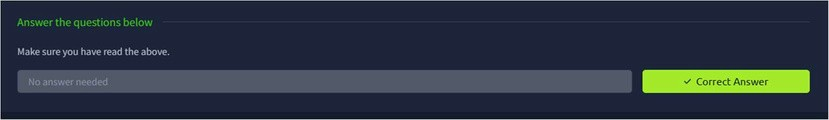 Answer the questions below
Make sure you have read the above.
No answer needed
✓ Correct Answer